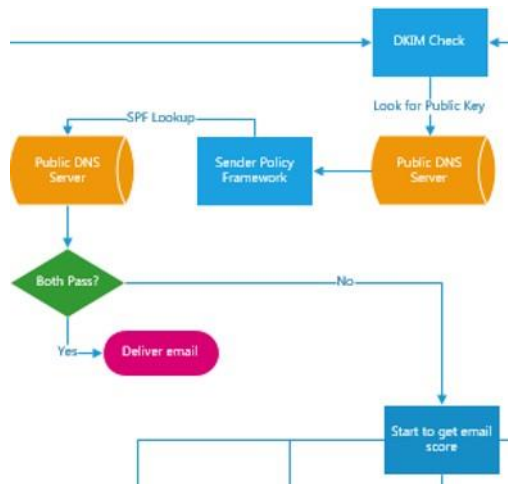 DKIM Check
Look for Public Key
SPF Lookup
Public DNS
Server
Sender Policy
Framework
Public DNS
Server
Both Pass?
No
Yes
Deliver email
Start to get email
score